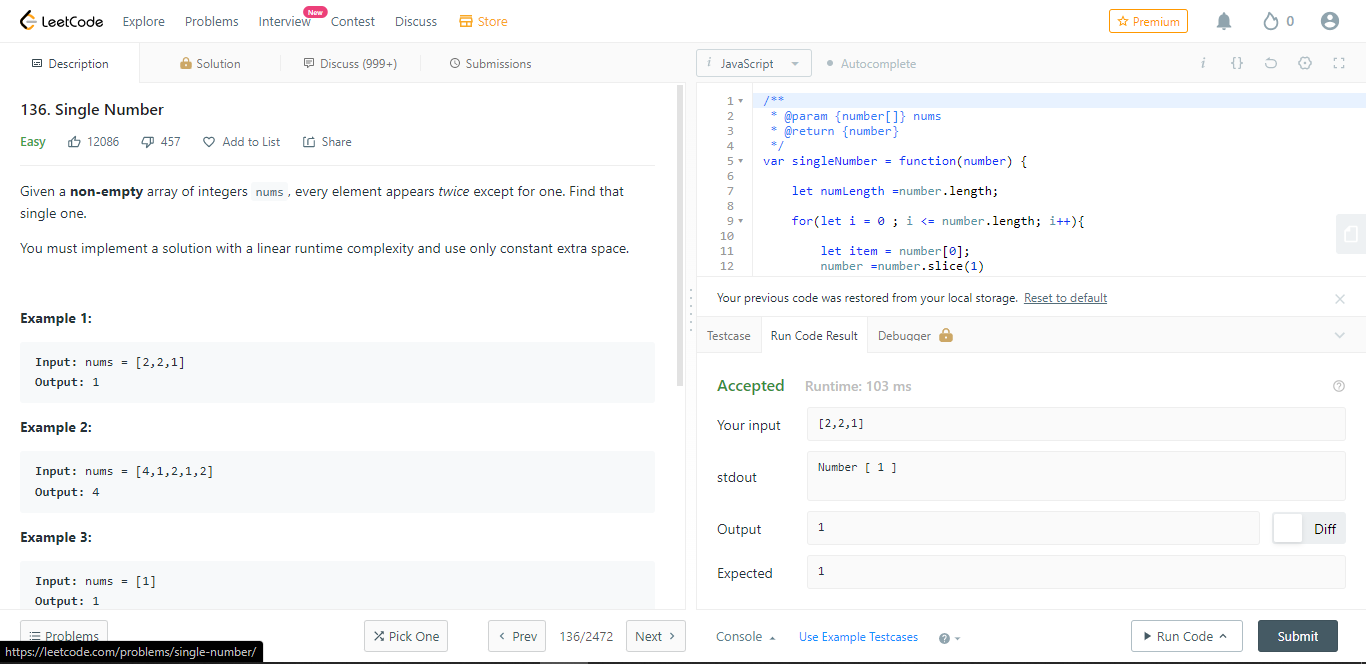 LeetCode Explore Problems Interview New Contest Discuss Store Premium 0
Description Solution Discuss (999+) Submissions
136. Single Number
Easy 12086 457 Add to List Share
Given a non-empty array of integers nums, every element appears twice except for one. Find that
single one.
You must implement a solution with a linear runtime complexity and use only constant extra space.
Example 1:
Input: nums = [2,2,1]
Output: 1
Example 2:
Input: nums = [4,1,2,1,2]
Output: 4
Example 3:
Input: nums = [1]
Output: 1
Problems Pick One Prev 136/2472 Next
https://leetcode.com/problems/single-number/
i JavaScript Autocomplete i {}
1 /**
2 * @param {number[]} nums
3 * @return {number}
4 */
5 var singleNumber = function(number) {
6
7 let numLength =number.length;
8
9 for(let i = 0 ; i <= number.length; i++){
10
11 let item = number[0];
12 number =number.slice(1)
Your previous code was restored from your local storage. Reset to default
Testcase Run Code Result Debugger
Accepted Runtime: 103 ms
Your input [2,2,1]
stdout Number [ 1 ]
Output 1 Diff
Expected 1
Console Use Example Testcases Run Code Submit